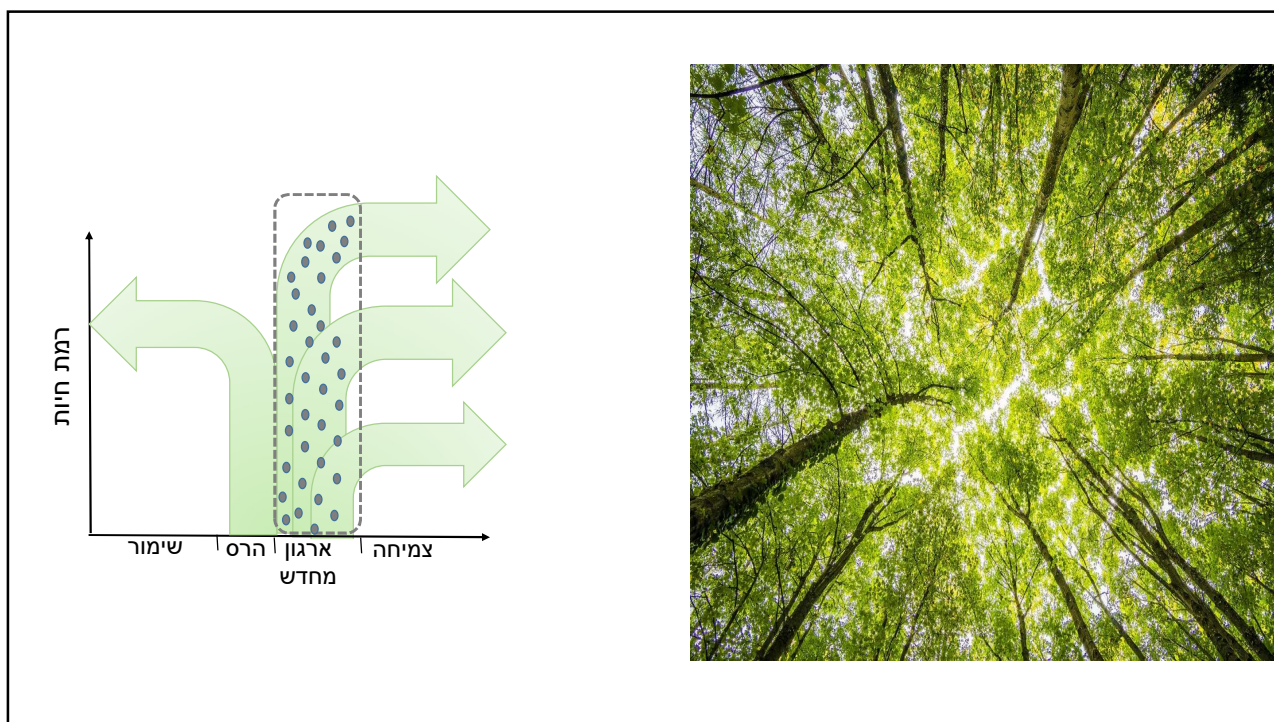 רמת חיות
שימור
הרס
ארגון
מחדש
צמיחה